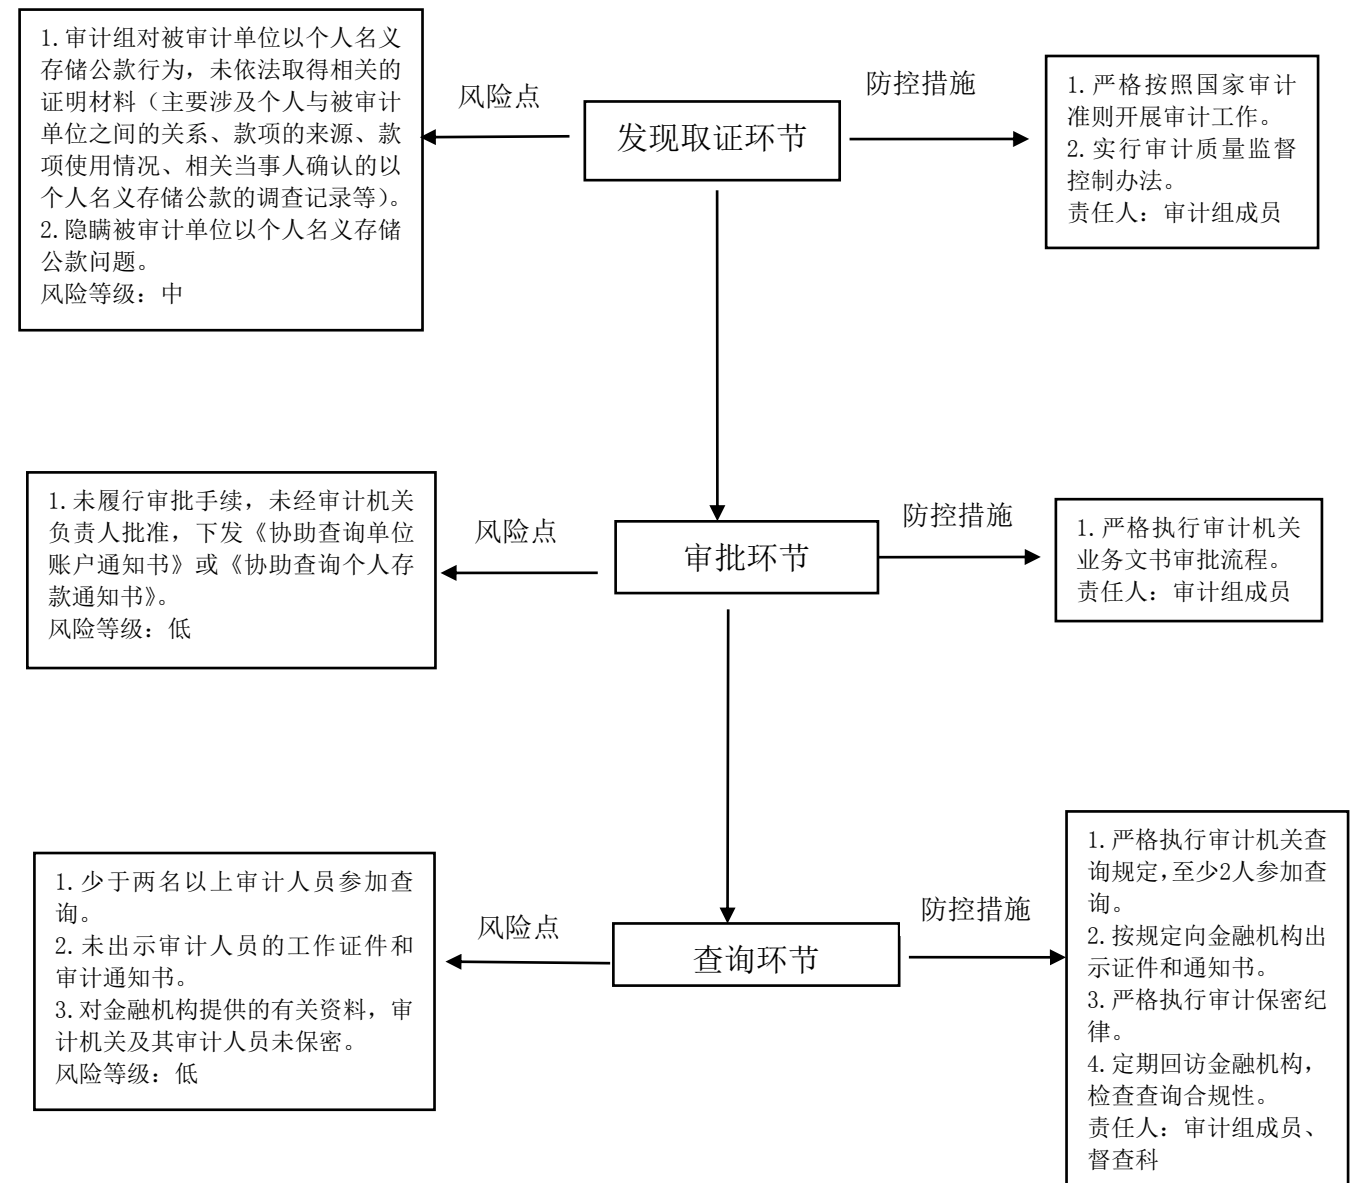 1.审计组对被审计单位以个人名义
存储公款行为，未依法取得相关的
证明材料（主要涉及个人与被审计
单位之间的关系、款项的来源、款
项使用情况、相关当事人确认的以
个人名义存储公款的调查记录等）。
2.隐瞒被审计单位以个人名义存储
公款问题。
风险等级：中
风险点
发现取证环节
防控措施
1.严格按照国家审计
准则开展审计工作。
2.实行审计质量监督
控制办法。
责任人：审计组成员
1.未履行审批手续，未经审计机关
负责人批准，下发《协助查询单位
账户通知书》或《协助查询个人存
款通知书》。
风险等级：低
风险点
审批环节
防控措施
1.严格执行审计机关
业务文书审批流程。
责任人：审计组成员
1.少于两名以上审计人员参加查
询。
2.未出示审计人员的工作证件和
审计通知书。
3.对金融机构提供的有关资料，审
计机关及其审计人员未保密。
风险等级：低
风险点
查询环节
防控措施
1.严格执行审计机关查
询规定,至少2人参加查
询。
2.按规定向金融机构出
示证件和通知书。
3.严格执行审计保密纪
律。
4.定期回访金融机构，
检查查询合规性。
责任人：审计组成员、
督查科